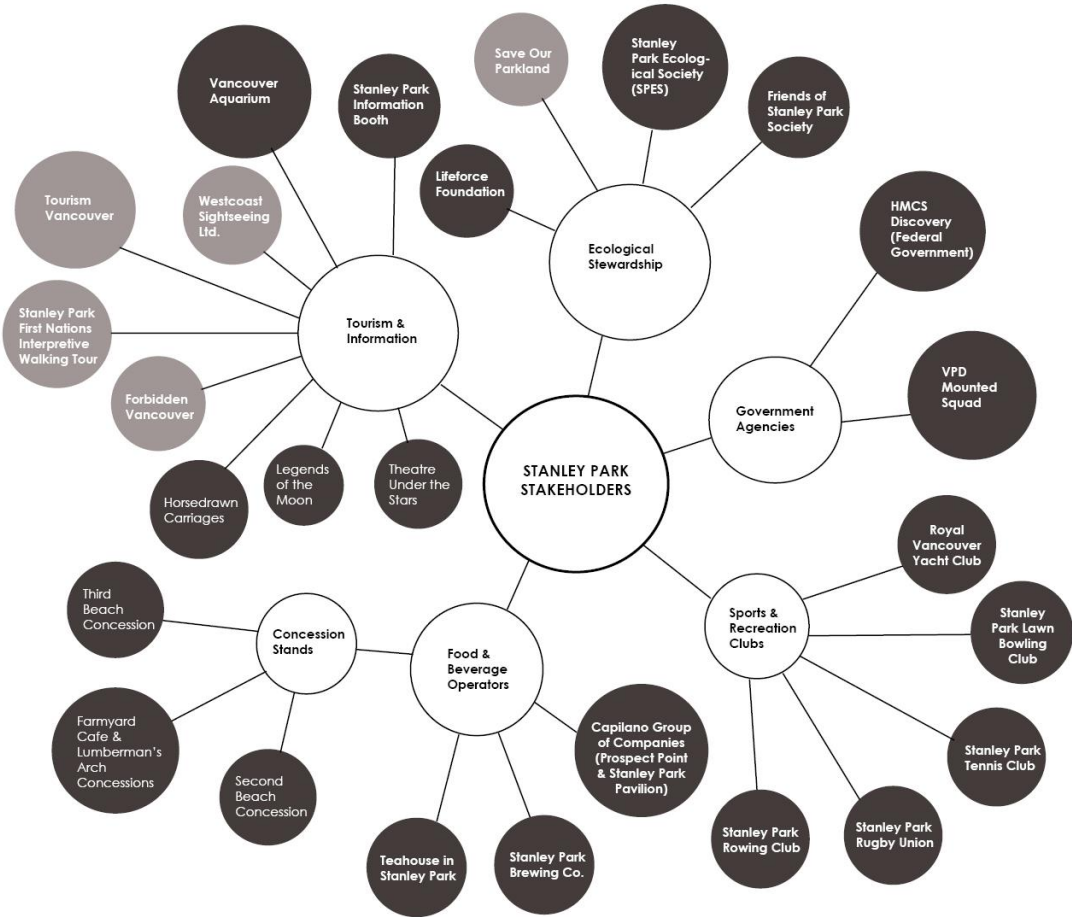 Save Our
Parkland
Stanley
Park Ecolog-
ical Society
(SPES)
Vancouver
Aquarium
Stanley Park
Information
Booth
Friends of
Stanley Park
Society
Lifeforce
Foundation
Tourism
Vancouver
Westcoast
Sightseeing
Ltd.
HMCS
Discovery
(Federal
Government)
Ecological
Stewardship
Stanley Park
First Nations
Interpretive
Walking Tour
Tourism &
Information
Forbidden
Vancouver
VPD
Mounted
Squad
Government
Agencies
STANLEY PARK
STAKEHOLDERS
Horsedrawn
Carriages
Legends
of the
Moon
Theatre
Under the
Stars
Royal
Vancouver
Yacht Club
Third
Beach
Concession
Concession
Stands
Food &
Beverage
Operators
Sports &
Recreation
Clubs
Stanley
Park Lawn
Bowling
Club
Farmyard
Cafe &
Lumberman's
Arch
Concessions
Second
Beach
Concession
Capilano Group
of Companies
(Prospect Point
& Stanley Park
Pavilion)
Stanley Park
Tennis Club
Teahouse in
Stanley Park
Stanley Park
Brewing Co.
Stanley Park
Rowing Club
Stanley Park
Rugby Union